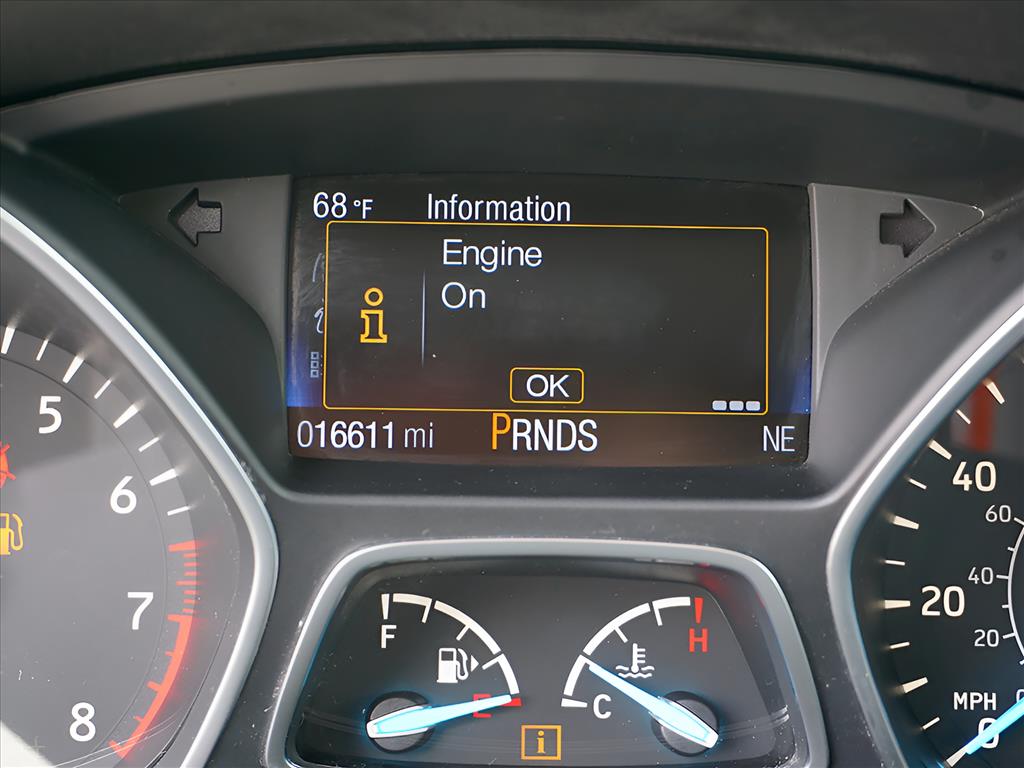 68 °F Information
Engine
On
OK
016611 mi PRNDS NE
5
6
7
8
F
E
C
H
i
40
20
0
MPH
60
40
20